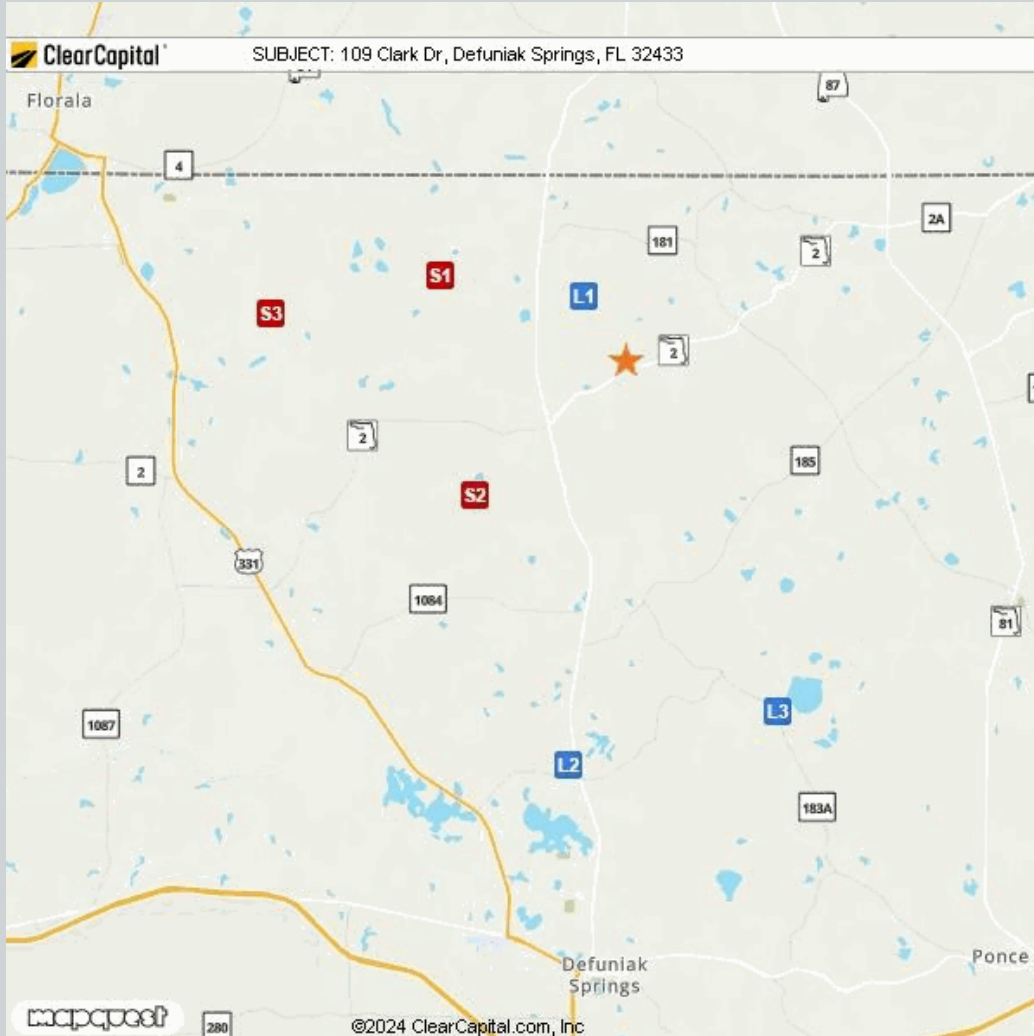 ClearCapital
SUBJECT: 109 Clark Dr, Defuniak Springs, FL 32433
87
Florala
4
2A
181
2
S1
L1
S3
2
2
185
2
S2
331
1084
81
L3
1087
L2
183A
Defuniak
Springs
Ponce
mapquest
280
©2024 ClearCapital.com, Inc